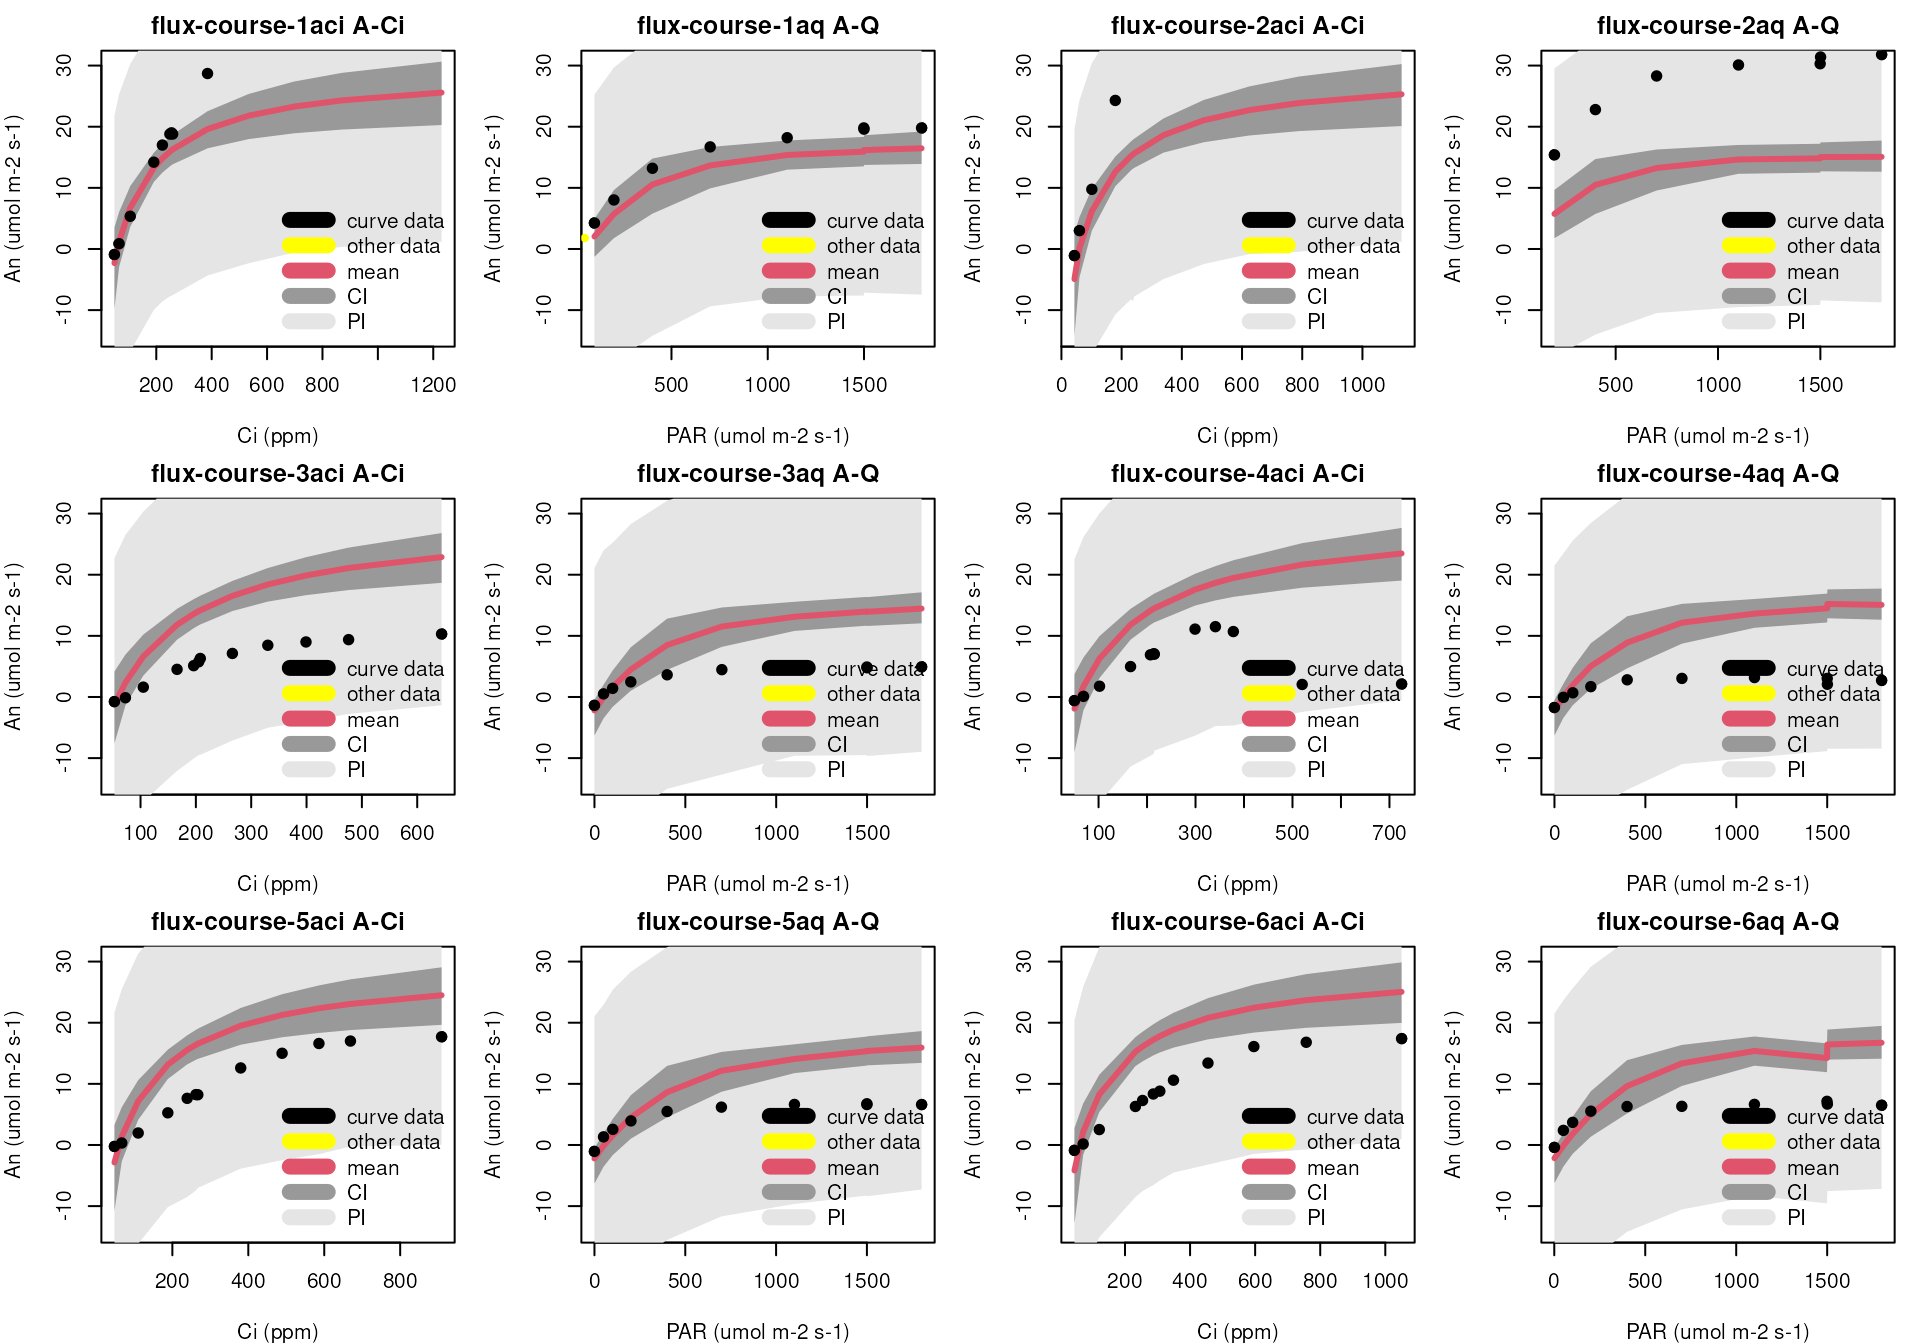 flux-course-1aci A-Ci
An (umol m-2 s-1)
30
20
10
0
-10
curve data
other data
mean
CI
PI
200 400 600 800 1200
Ci (ppm)
flux-course-1aq A-Q
An (umol m-2 s-1)
30
20
10
0
-10
curve data
other data
mean
CI
PI
500 1000 1500
PAR (umol m-2 s-1)
flux-course-2aci A-Ci
An (umol m-2 s-1)
30
20
10
0
-10
curve data
other data
mean
CI
PI
0 200 400 600 800 1000
Ci (ppm)
flux-course-2aq A-Q
An (umol m-2 s-1)
30
20
10
0
-10
curve data
other data
mean
CI
PI
500 1000 1500
PAR (umol m-2 s-1)
flux-course-3aci A-Ci
An (umol m-2 s-1)
30
20
10
0
-10
curve data
other data
mean
CI
PI
100 200 300 400 500 600
Ci (ppm)
flux-course-3aq A-Q
An (umol m-2 s-1)
30
20
10
0
-10
curve data
other data
mean
CI
PI
0 500 1000 1500
PAR (umol m-2 s-1)
flux-course-4aci A-Ci
An (umol m-2 s-1)
30
20
10
0
-10
curve data
other data
mean
CI
PI
100 300 500 700
Ci (ppm)
flux-course-4aq A-Q
An (umol m-2 s-1)
30
20
10
0
-10
curve data
other data
mean
CI
PI
0 500 1000 1500
PAR (umol m-2 s-1)
flux-course-5aci A-Ci
An (umol m-2 s-1)
30
20
10
0
-10
curve data
other data
mean
CI
PI
200 400 600 800
Ci (ppm)
flux-course-5aq A-Q
An (umol m-2 s-1)
30
20
10
0
-10
curve data
other data
mean
CI
PI
0 500 1000 1500
PAR (umol m-2 s-1)
flux-course-6aci A-Ci
An (umol m-2 s-1)
30
20
10
0
-10
curve data
other data
mean
CI
PI
200 400 600 800 1000
Ci (ppm)
flux-course-6aq A-Q
An (umol m-2 s-1)
30
20
10
0
-10
curve data
other data
mean
CI
PI
0 500 1000 1500
PAR (umol m-2 s-1)